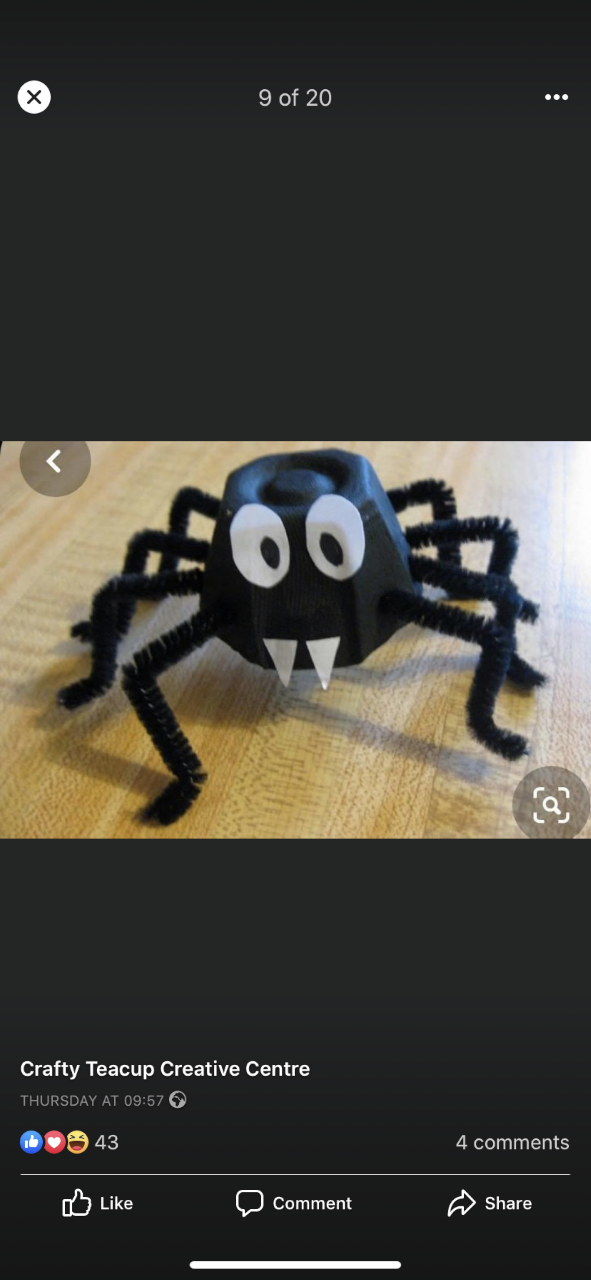 9 of 20
Crafty Teacup Creative Centre
THURSDAY AT 09:57
43
4 comments
Like
Comment
Share